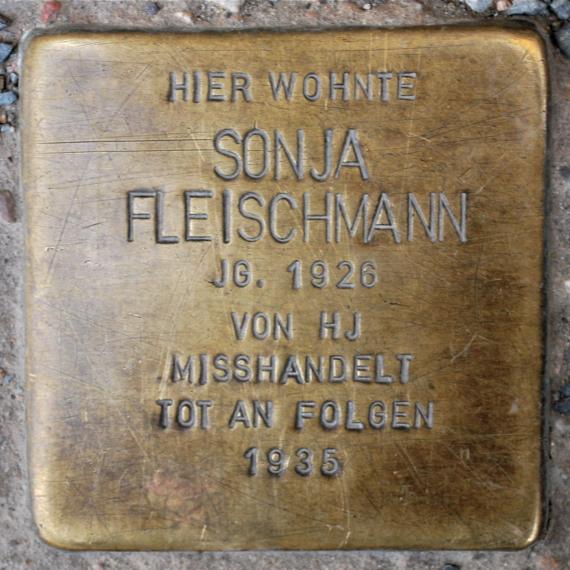 HIER WOHNTE
SONJA
FLEISCHMANN
JG. 1926
VON HJ
MISSHANDELT
TOT AN FOLGEN
1935